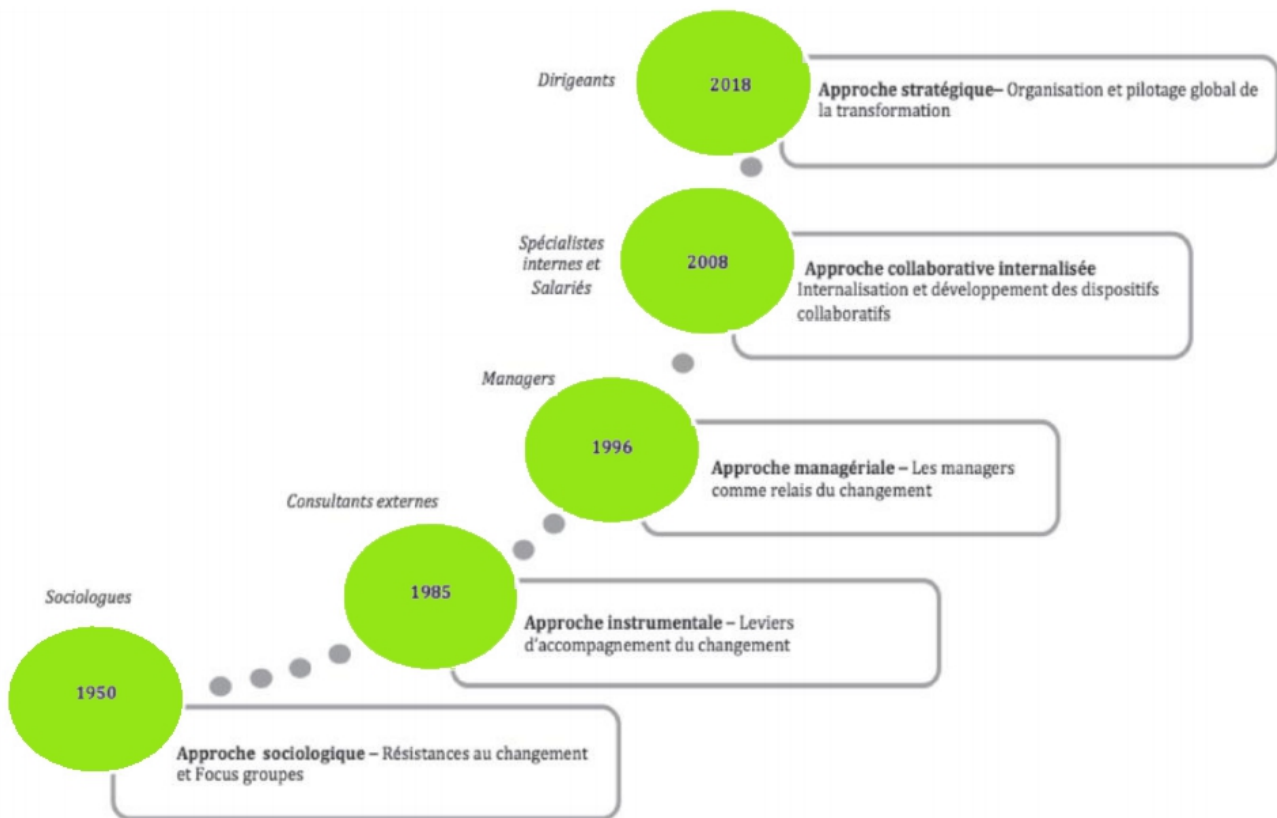 Dirigeants
2018
Approche stratégique– Organisation et pilotage global de
la transformation
Spécialistes
internes et
Salariés
2008
Approche collaborative internalisée
Internalisation et développement des dispositifs
collaboratifs
Managers
1996
Approche managériale – Les managers
comme relais du changement
Consultants externes
1985
Approche instrumentale – Leviers
d'accompagnement du changement
Sociologues
1950
Approche sociologique – Résistances au changement
et Focus groupes